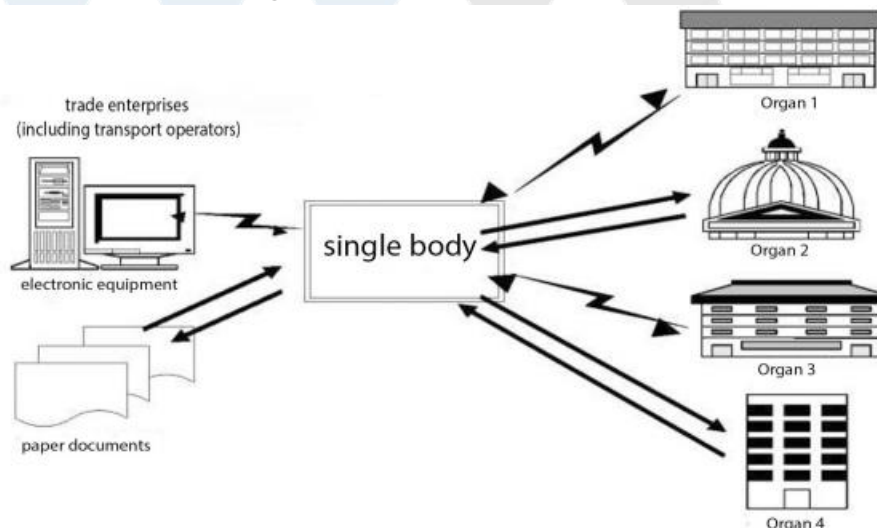 trade enterprises
(including transport operators)
electronic equipment
paper documents
single body
Organ 1
Organ 2
Organ 3
Organ 4